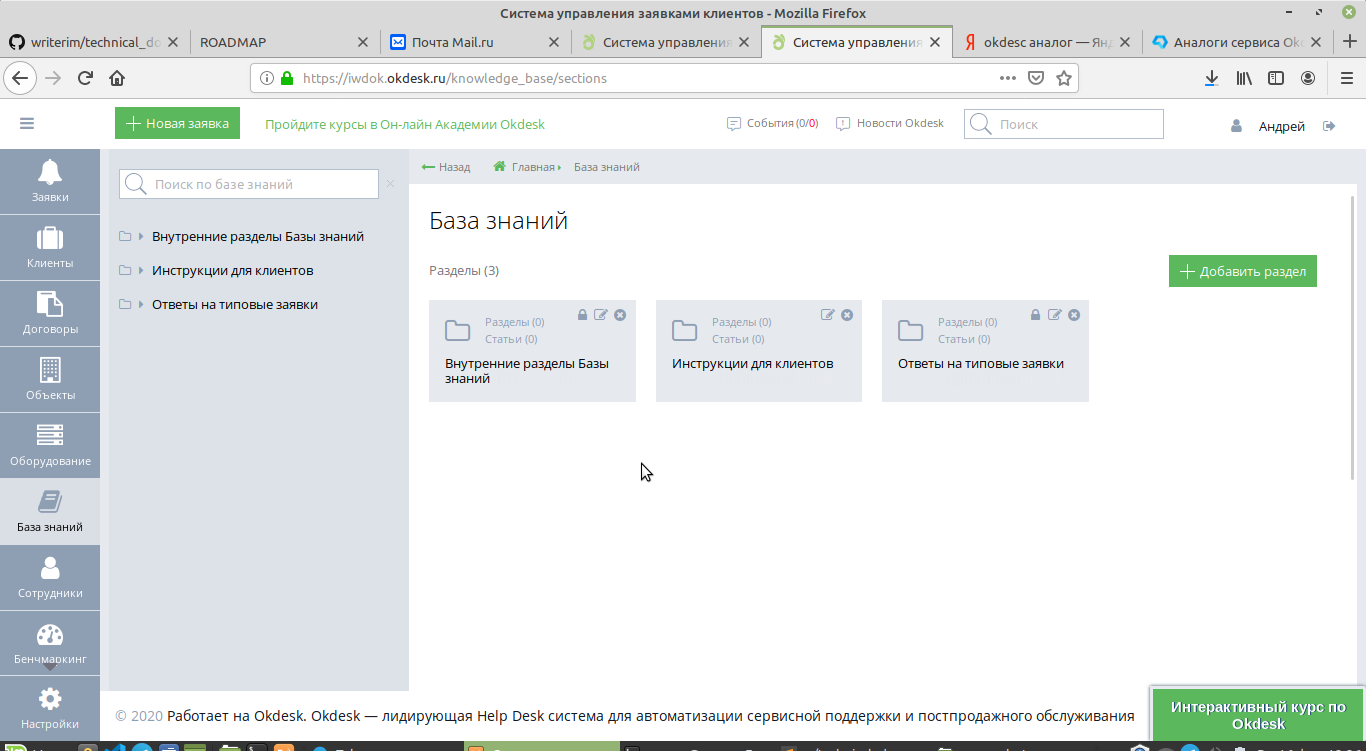 Система управления заявками клиентов - Mozilla Firefox
writerim/technical_do
ROADMAP
Почта Mail.ru
Система управления
Система управления
okdesc аналог — Янд
Аналоги сервиса Okd
https://iwdok.okdesk.ru/knowledge_base/sections
Новая заявка
Пройдите курсы в Он-лайн Академии Okdesk
События (0/0)
Новости Okdesk
Поиск
Андрей
Заявки
Клиенты
Договоры
Объекты
Оборудование
База знаний
Сотрудники
Бенчмаркинг
Настройки
Поиск по базе знаний
Внутренние разделы Базы знаний
Инструкции для клиентов
Ответы на типовые заявки
Назад
Главная
База знаний
База знаний
Разделы (3)
Добавить раздел
Разделы (0)
Статьи (0)
Внутренние разделы Базы
знаний
Разделы (0)
Статьи (0)
Инструкции для клиентов
Разделы (0)
Статьи (0)
Ответы на типовые заявки
© 2020 Работает на Okdesk. Okdesk — лидирующая Help Desk система для автоматизации сервисной поддержки и постпродажного обслуживания
Интерактивный курс по
Okdesk